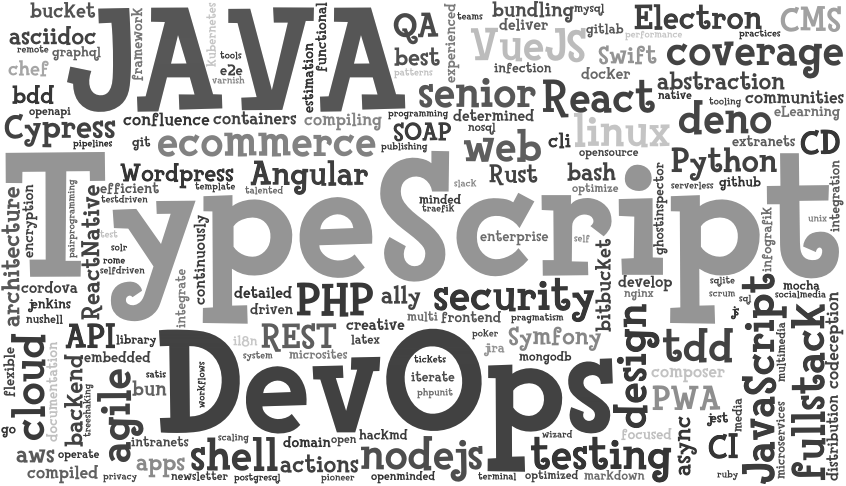 bucket
JAVA
framework
Kubernetes
functional
QA
experienced
teams
bundling
mysql
deliver
gitlab
Electron
CMS
asciidoc
remote
graphql
tools
estimation
best
patterns
VueJS
Swift
performance
practices
coverage
chef
e2e
varnish
infection
docker
abstraction
bdd
openapi
senior
React
native
tooling
communities
eLearning
Cypress
pipelines
confluence
containers
compiling
programming
determined
SOAP
nosql
cli
linux
deno
extranets
CD
git
ecommerce
publishing
web
opensource
Python
Wordpress
Angular
Rust
bash
serverless
github
efficient
template
talented
slack
optimize
testdriven
TypeScript
architecture
encryption
pairprogramming
ReactNative
minded
traefik
ghostinspector
integration
test
solr
rome
selfdriven
continuously
integrate
enterprise
self
infografik
unix
bitbucket
cordova
jenkins
nushell
detailed
driven
PHP
ally
security
develop
nginx
sqlite
scrum
sql
mocha
socialmedia
js
API
library
i18n
REST
creative
latex
multi
frontend
pragmatism
system
microsites
poker
jra
Symfony
mongodb
design
tdd
JavaScript
multimedia
fullstack
codeception
flexible
cloud
documentation
backend
treeshaking
embedded
agile
satis
bun
DevOps
workflows
tickets
iterate
phpunit
composer
PWA
go
intranets
scaling
domain
open
hacKmd
wizard
focused
async
jest
media
CI
microservices
distribution
aws
operate
compiled
privacy
apps
shell
newsletter
postgresql
actions
pioneer
nodejs
openminded
terminal
testing
optimized
markdown
ruby